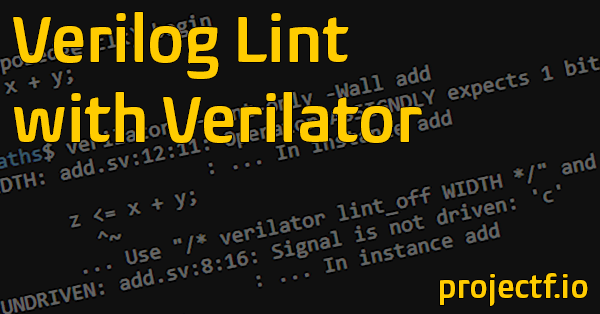 Verilog Lint
with Verilator
posedge clk) begin
x + y;
aths$ verilator -Wall add
DTH: add.sv:12:11: Operator ASSIGNDLY expects 1 bit
: ... In instance add
z <= x + y;
^~
... Use "/* verilator lint_off WIDTH */" and
UNDRIVEN: add.sv:8:16: Signal is not driven: 'c'
: ... In instance add
projectf.io